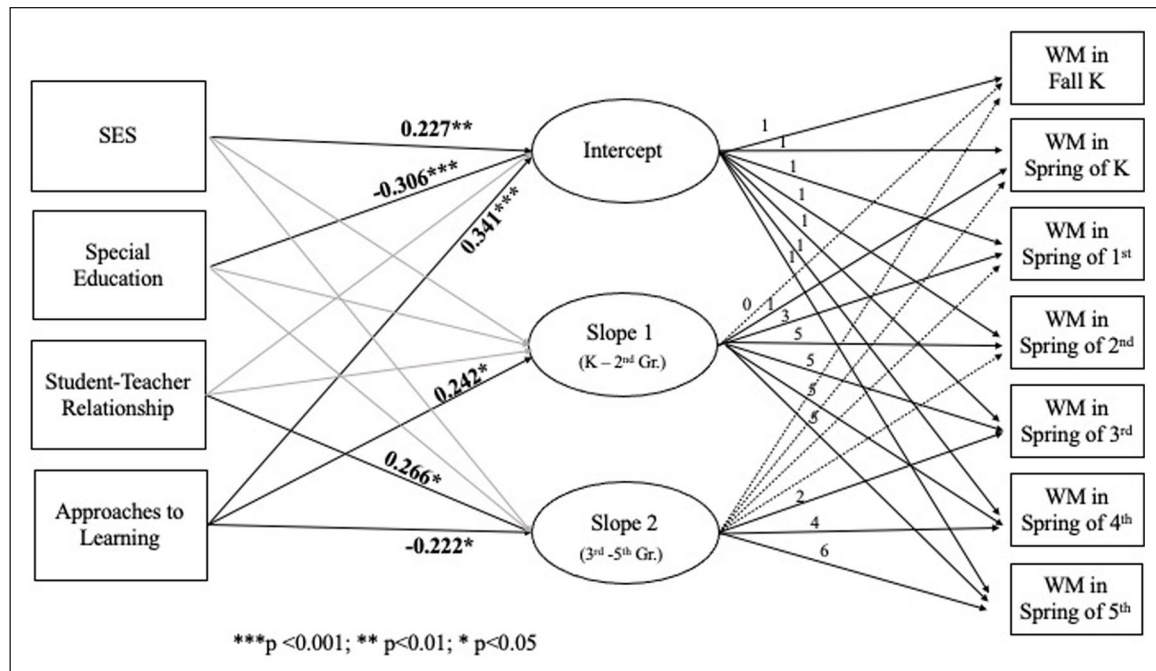 SES
Special
Education
Student-Teacher
Relationship
Approaches to
Learning
0.227**
-0.306***
0.341***
0.242*
0.266*
-0.222*
Intercept
Slope 1
(K – 2nd Gr.)
Slope 2
(3rd -5th Gr.)
1
1
1
1
1
1
1
0
1
3
5
5
5
5
2
4
6
WM in
Fall K
WM in
Spring of K
WM in
Spring of 1st
WM in
Spring of 2nd
WM in
Spring of 3rd
WM in
Spring of 4th
WM in
Spring of 5th
***p <0.001; ** p<0.01; * p<0.05